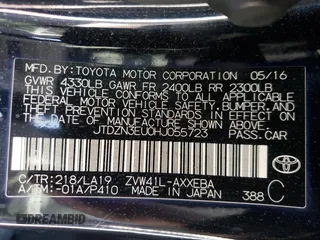 MFD.BY:TOYOTA MOTOR CORPORATION 05/16
GVWR 4330LB GAWR FR 2400LB RR 2300LB
THIS VEHICLE CONFORMS TO ALL APPLICABLE
FEDERAL MOTOR VEHICLE SAFETY, BUMPER, AND
THEFT PREVENTION STANDARDS IN EFFECT ON
THE DATE OF MANUFACTURE SHOWN ABOVE.
JTDZN3EU0HJ055723 PASS.CAR
C/TR:218/LA19 ZVW41L-AXXEBA
A/TM:-01A/P410 MADE IN JAPAN 388 C
TOYOTA
DREAMBID